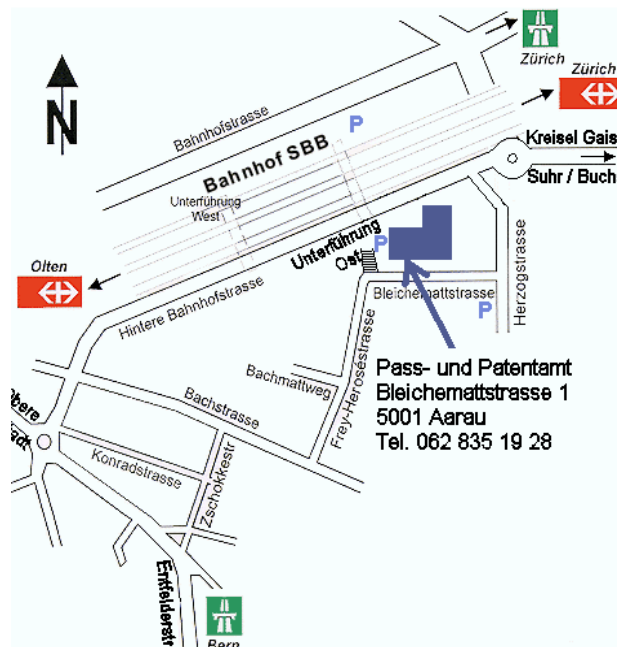 Zürich
Zürich
N
Bahnhofstrasse
P
Bahnhof SBB
Kreisel Gais
Suhr / Buch
Unterführung
West
Unterführung
Ost
P
Olten
Hintere Bahnhofstrasse
Bleichemattstrasse
P
Herzogstrasse
Pass- und Patentamt
Bleichemattstrasse 1
5001 Aarau
Tel. 062 835 19 28
Bachmattweg
Frey-Heroséstrasse
Bachstrasse
Konradstrasse
Zschokkestr
Entfelderstr
Bern